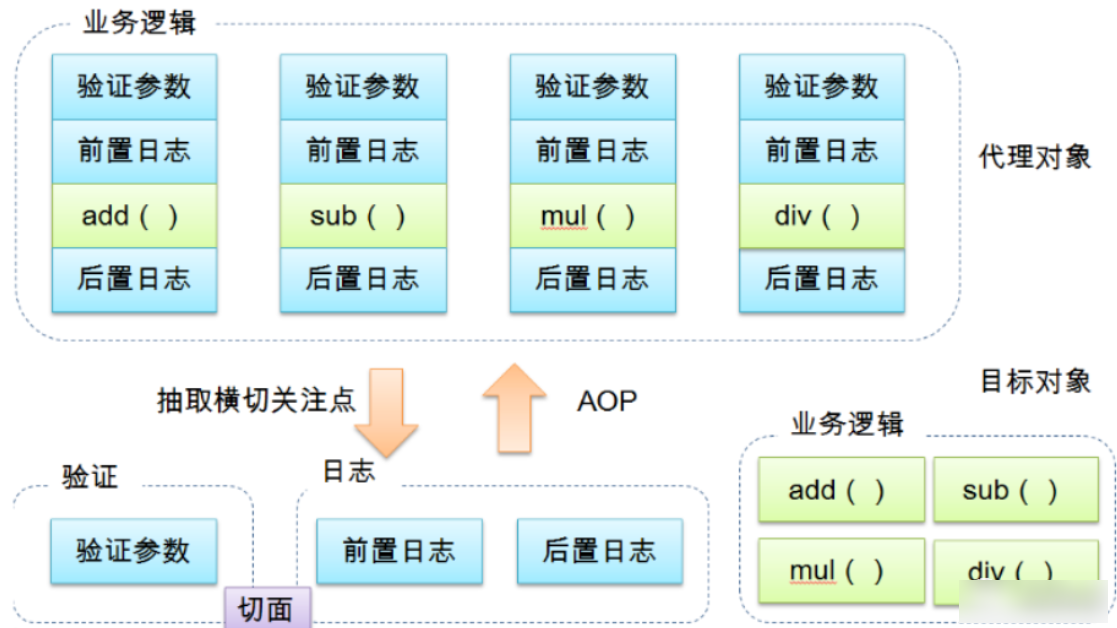 业务逻辑
验证参数 验证参数 验证参数 验证参数
前置日志 前置日志 前置日志 前置日志
代理对象
add ( ) sub ( ) mul ( ) div ( )
后置日志 后置日志 后置日志 后置日志
抽取横切关注点
AOP
目标对象
业务逻辑
验证
日志
add ( ) sub ( )
验证参数
前置日志 后置日志
mul ( ) div ( )
切面